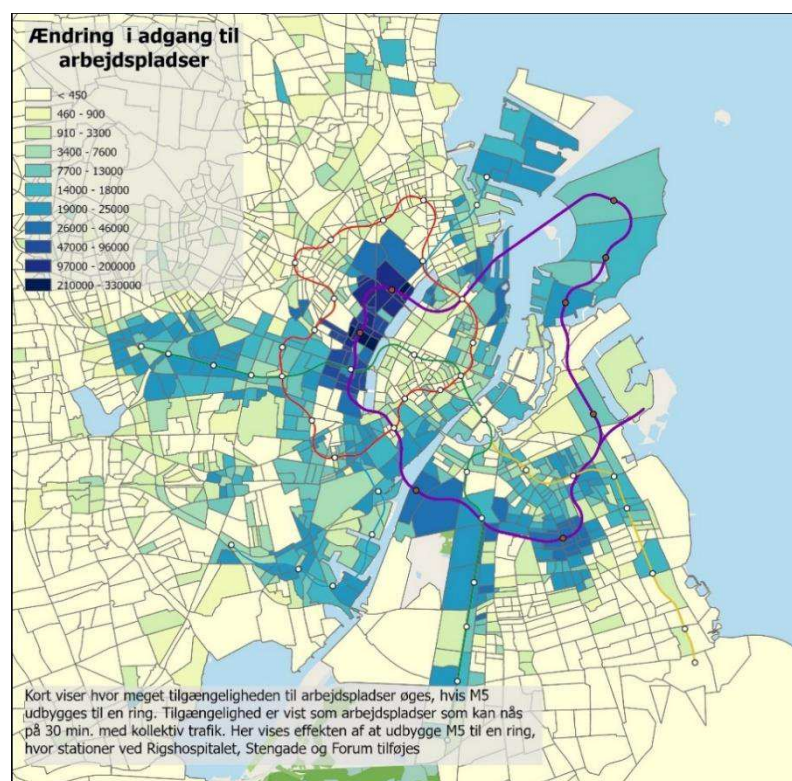 Ændring i adgang til
arbejdspladser
< 450
460 - 900
910 - 3300
3400 - 7600
7700 - 13000
14000 - 18000
19000 - 25000
26000 - 46000
47000 - 96000
97000 - 200000
210000 - 330000
Kort viser hvor meget tilgængeligheden til arbejdspladser øges, hvis M5
udbygges til en ring. Tilgængelighed er vist som arbejdspladser som kan nås
på 30 min. med kollektiv trafik. Her vises effekten af at udbygge M5 til en ring,
hvor stationer ved Rigshospitalet, Stengade og Forum tilføjes